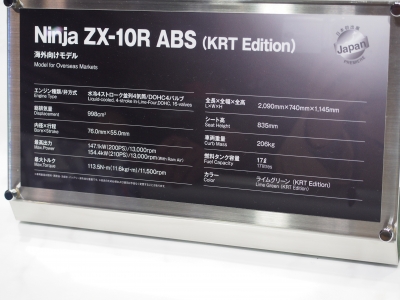 Ninja ZX-10R ABS (KRT Edition)
海外向けモデル
Model for Overseas Markets
Japan
エンジン種類/弁方式 水冷4ストローク並列4気筒/DOHC4バルブ
Engine Type Liquid-cooled, 4-stroke In-Line-Four,DOHC, 16-valves
総排気量 998cm³
Displacement
内径×行程 76.0mm×55.0mm
Bore×Stroke
最高出力 147.1kW(200PS)/13,000rpm
Max.Power 154.4kW(210PS)/13,000rpm (With Ram Air)
最大トルク 113.5N・m(11.6kgf・m)/11,500rpm
Max.Torque
全長×全幅×全高 2,090mm×740mm×1,145mm
L×W×H
シート高 835mm
Seat Height
車両重量 206kg
Curb Mass
燃料タンク容量 17ℓ
Fuel Capacity 17litres
カラー ライムグリーン (KRT Edition)
Color Lime Green (KRT Edition)